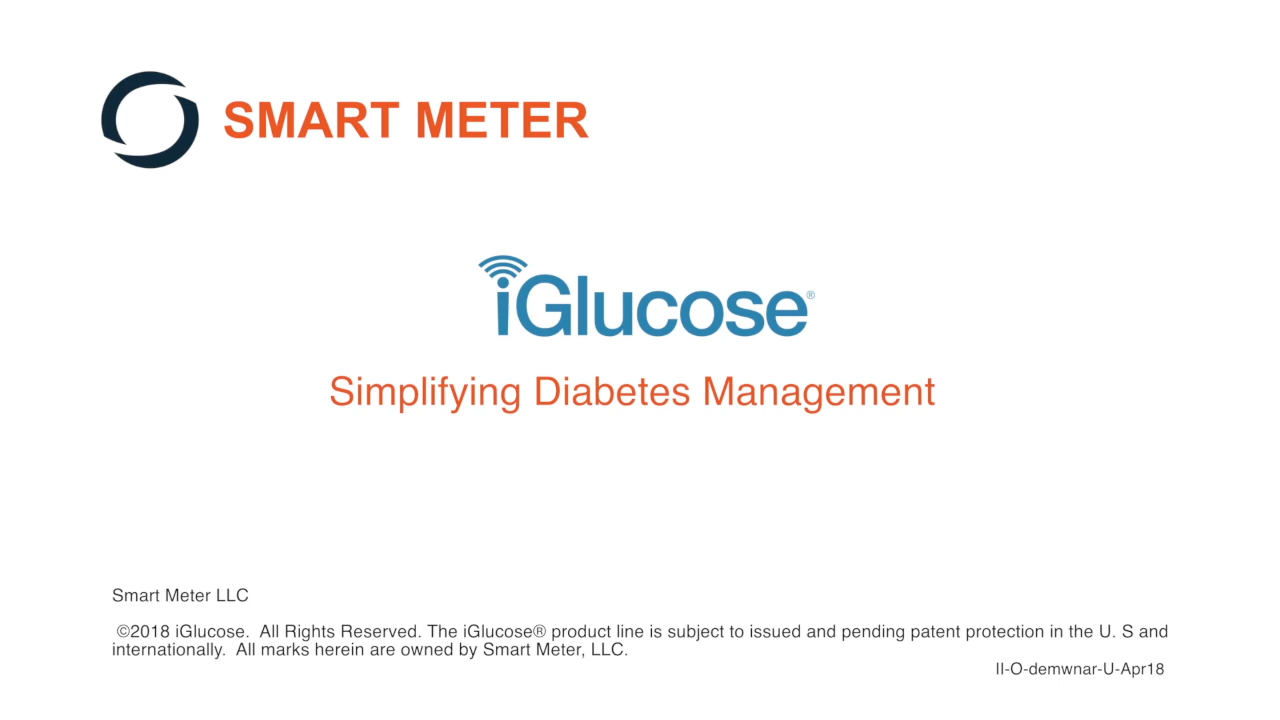 SMART METER
iGlucose®
Simplifying Diabetes Management
Smart Meter LLC
©2018 iGlucose.  All Rights Reserved. The iGlucose® product line is subject to issued and pending patent protection in the U. S and
internationally.  All marks herein are owned by Smart Meter, LLC.
II-O-demwnar-U-Apr18